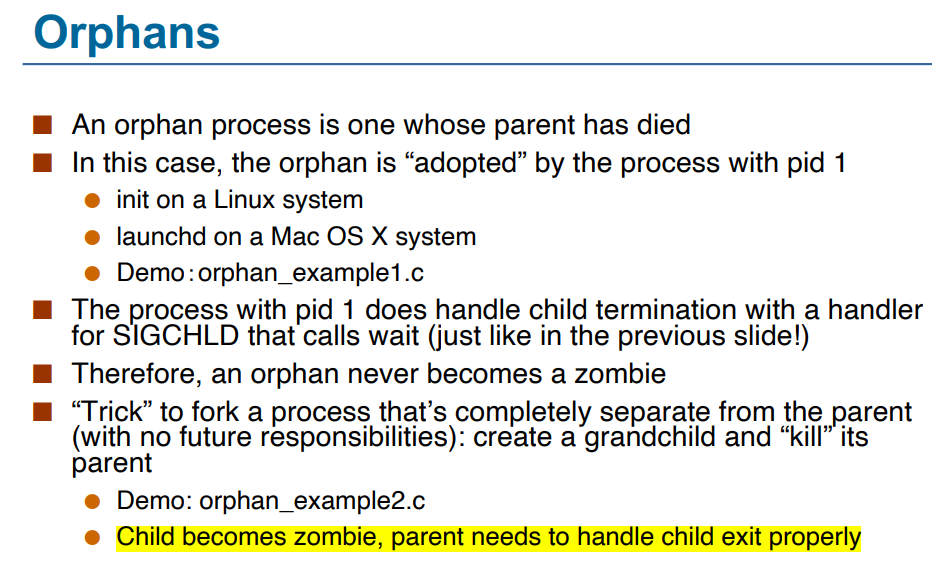 Orphans
An orphan process is one whose parent has died
In this case, the orphan is “adopted” by the process with pid 1
init on a Linux system
launchd on a Mac OS X system
Demo: orphan_example1.c
The process with pid 1 does handle child termination with a handler
for SIGCHLD that calls wait (just like in the previous slide!)
Therefore, an orphan never becomes a zombie
“Trick” to fork a process that’s completely separate from the parent
(with no future responsibilities): create a grandchild and “kill” its
parent
Demo: orphan_example2.c
Child becomes zombie, parent needs to handle child exit properly